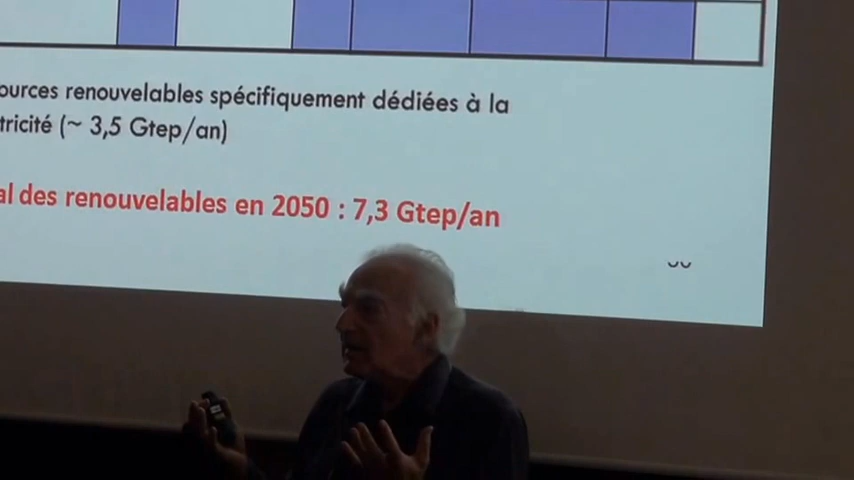 ources renouvelables spécifiquement dédiées à la
tricité (~ 3,5 Gtep/an)
al des renouvelables en 2050 : 7,3 Gtep/an